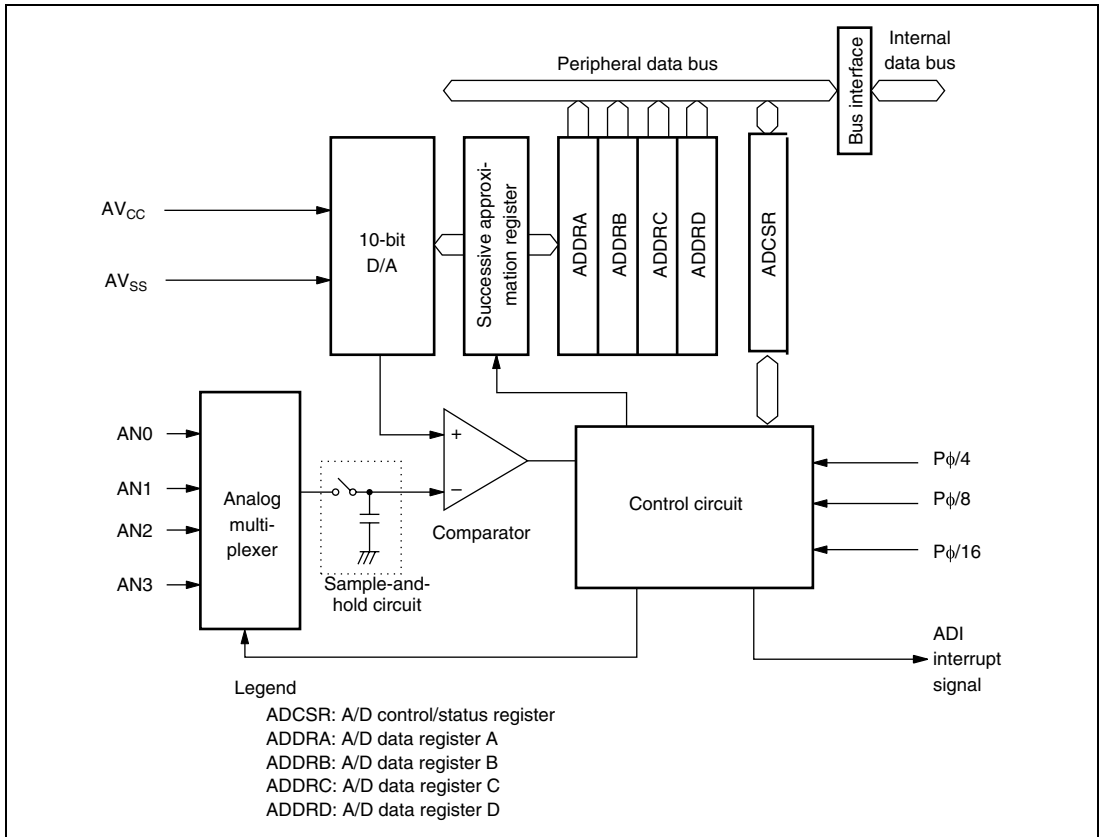 Peripheral data bus
Bus interface
Internal
data bus
AVCC
AVSS
10-bit
D/A
Successive approxi-
mation register
ADDRA
ADDRB
ADDRC
ADDRD
ADCSR
AN0
AN1
AN2
AN3
Analog
multi-
plexer
+
−
Comparator
Sample-and-
hold circuit
Control circuit
Pϕ/4
Pϕ/8
Pϕ/16
ADI
interrupt
signal
Legend
ADCSR: A/D control/status register
ADDRA: A/D data register A
ADDRB: A/D data register B
ADDRC: A/D data register C
ADDRD: A/D data register D